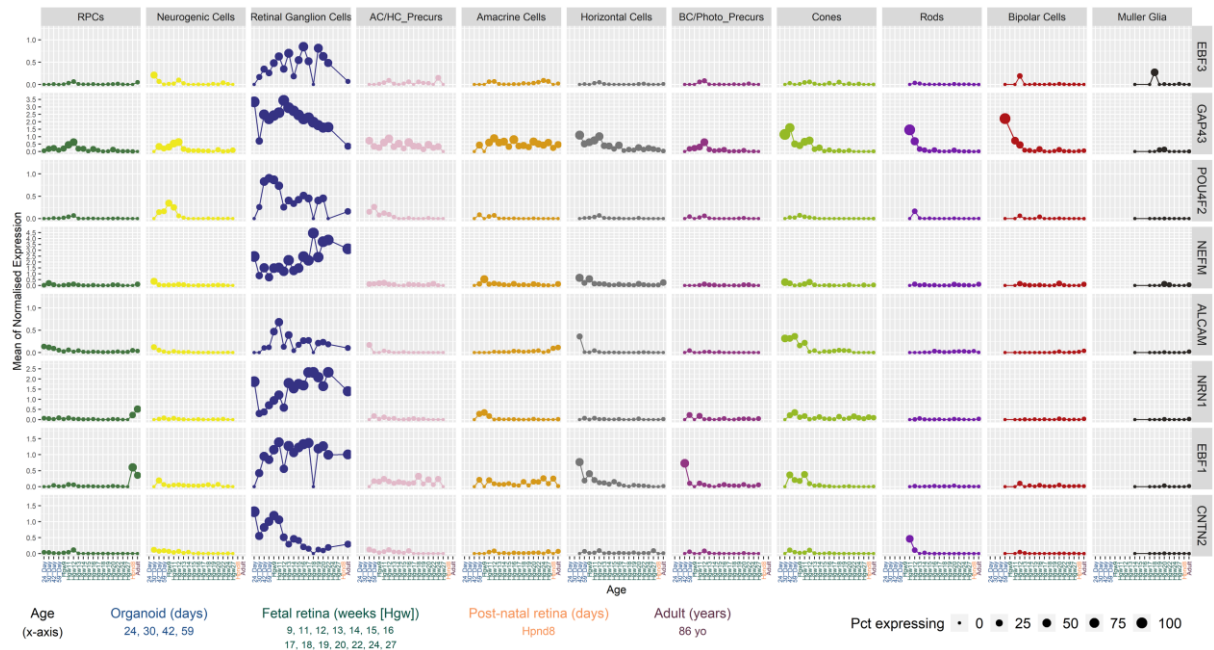 RPCs Neurogenic Cells Retinal Ganglion Cells AC/HC_Precurs Amacrine Cells Horizontal Cells BC/Photo_Precurs Cones Rods Bipolar Cells Muller Glia
Mean of Normalised Expression
1.0
0.5
0.0
EBF3
3.5
3.0
2.5
2.0
1.5
1.0
0.5
0.0
GAP43
1.0
0.5
0.0
POU4F2
4.5
4.0
3.5
3.0
2.5
2.0
1.5
1.0
0.5
0.0
NEFM
1.0
0.5
0.0
ALCAM
2.5
2.0
1.5
1.0
0.5
0.0
NRN1
1.5
1.0
0.5
0.0
EBF1
1.5
1.0
0.5
0.0
CNTN2
Age
Age Organoid (days) Fetal retina (weeks [Hgw]) Post-natal retina (days) Adult (years)
(x-axis) 24, 30, 42, 59 9, 11, 12, 13, 14, 15, 16 Hpnd8 86 yo
17, 18, 19, 20, 22, 24, 27
Pct expressing 0 25 50 75 100